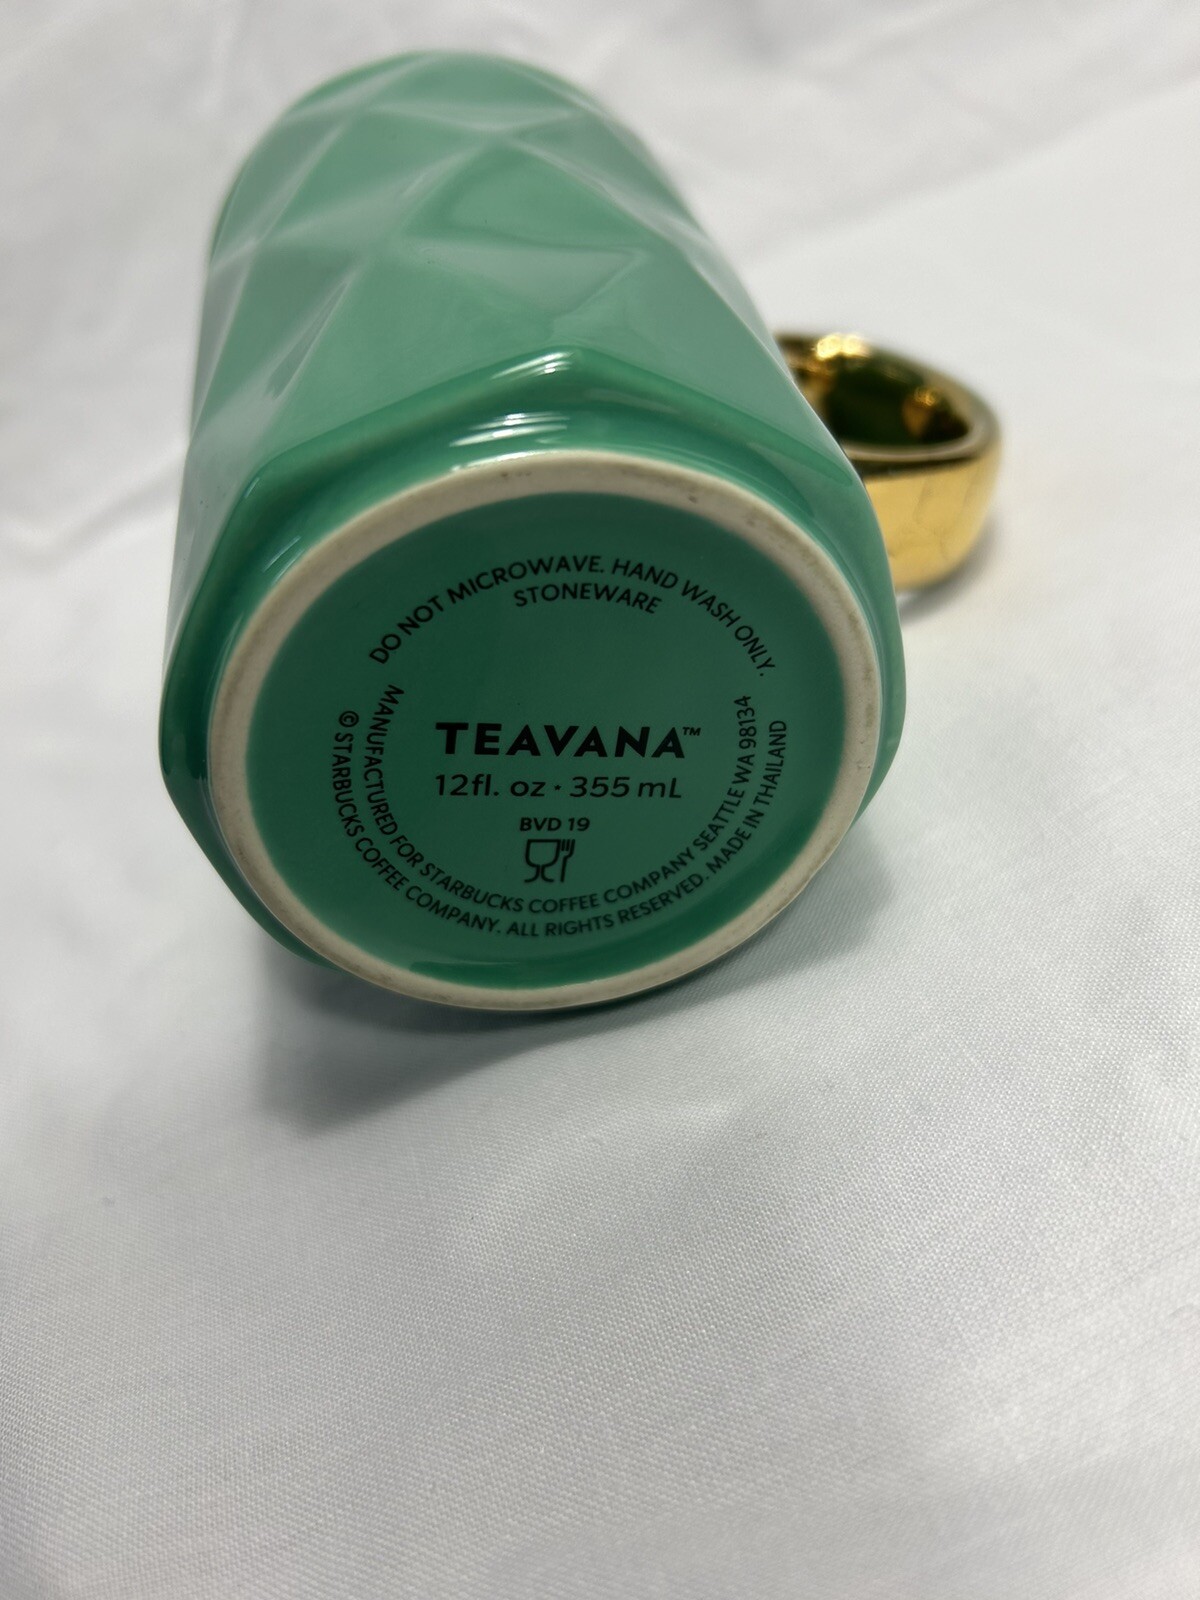 DO NOT MICROWAVE. HAND WASH ONLY.
STONEWARE
TEAVANA™
12fl. oz · 355 mL
BVD 19
MANUFACTURED FOR STARBUCKS COFFEE COMPANY SEATTLE WA 98134
© STARBUCKS COFFEE COMPANY. ALL RIGHTS RESERVED. MADE IN THAILAND